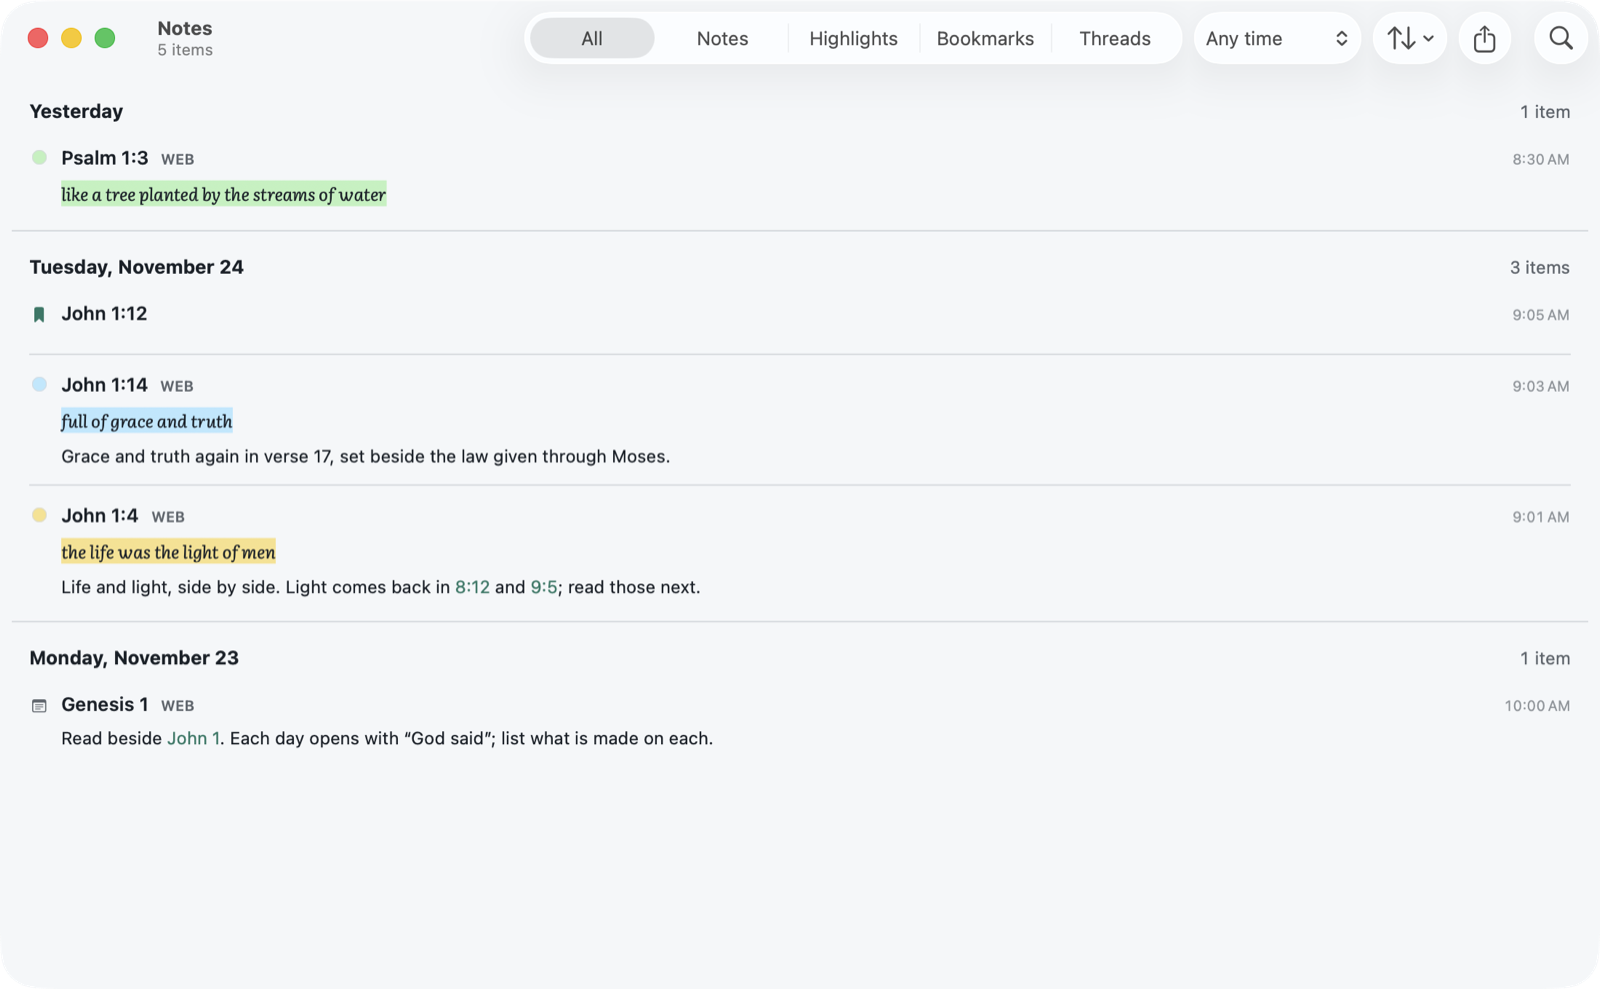 Notes
5 items
All
Notes
Highlights
Bookmarks
Threads
Any time
Yesterday
1 item
Psalm 1:3 WEB
8:30 AM
like a tree planted by the streams of water
Tuesday, November 24
3 items
John 1:12
9:05 AM
John 1:14 WEB
9:03 AM
full of grace and truth
Grace and truth again in verse 17, set beside the law given through Moses.
John 1:4 WEB
9:01 AM
the life was the light of men
Life and light, side by side. Light comes back in 8:12 and 9:5; read those next.
Monday, November 23
1 item
Genesis 1 WEB
10:00 AM
Read beside John 1. Each day opens with “God said”; list what is made on each.